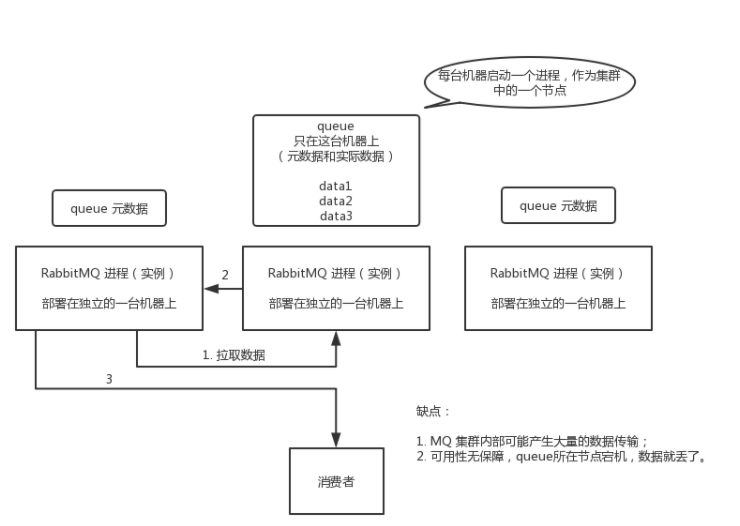 每台机器启动一个进程，作为集群
中的一个节点
queue
只在这台机器上
（元数据和实际数据）
data1
data2
data3
queue 元数据
queue 元数据
RabbitMQ 进程（实例）
部署在独立的一台机器上
2
RabbitMQ 进程（实例）
部署在独立的一台机器上
RabbitMQ 进程（实例）
部署在独立的一台机器上
1. 拉取数据
3
缺点：
1. MQ 集群内部可能产生大量的数据传输；
2. 可用性无保障，queue所在节点宕机，数据就丢了。
消费者